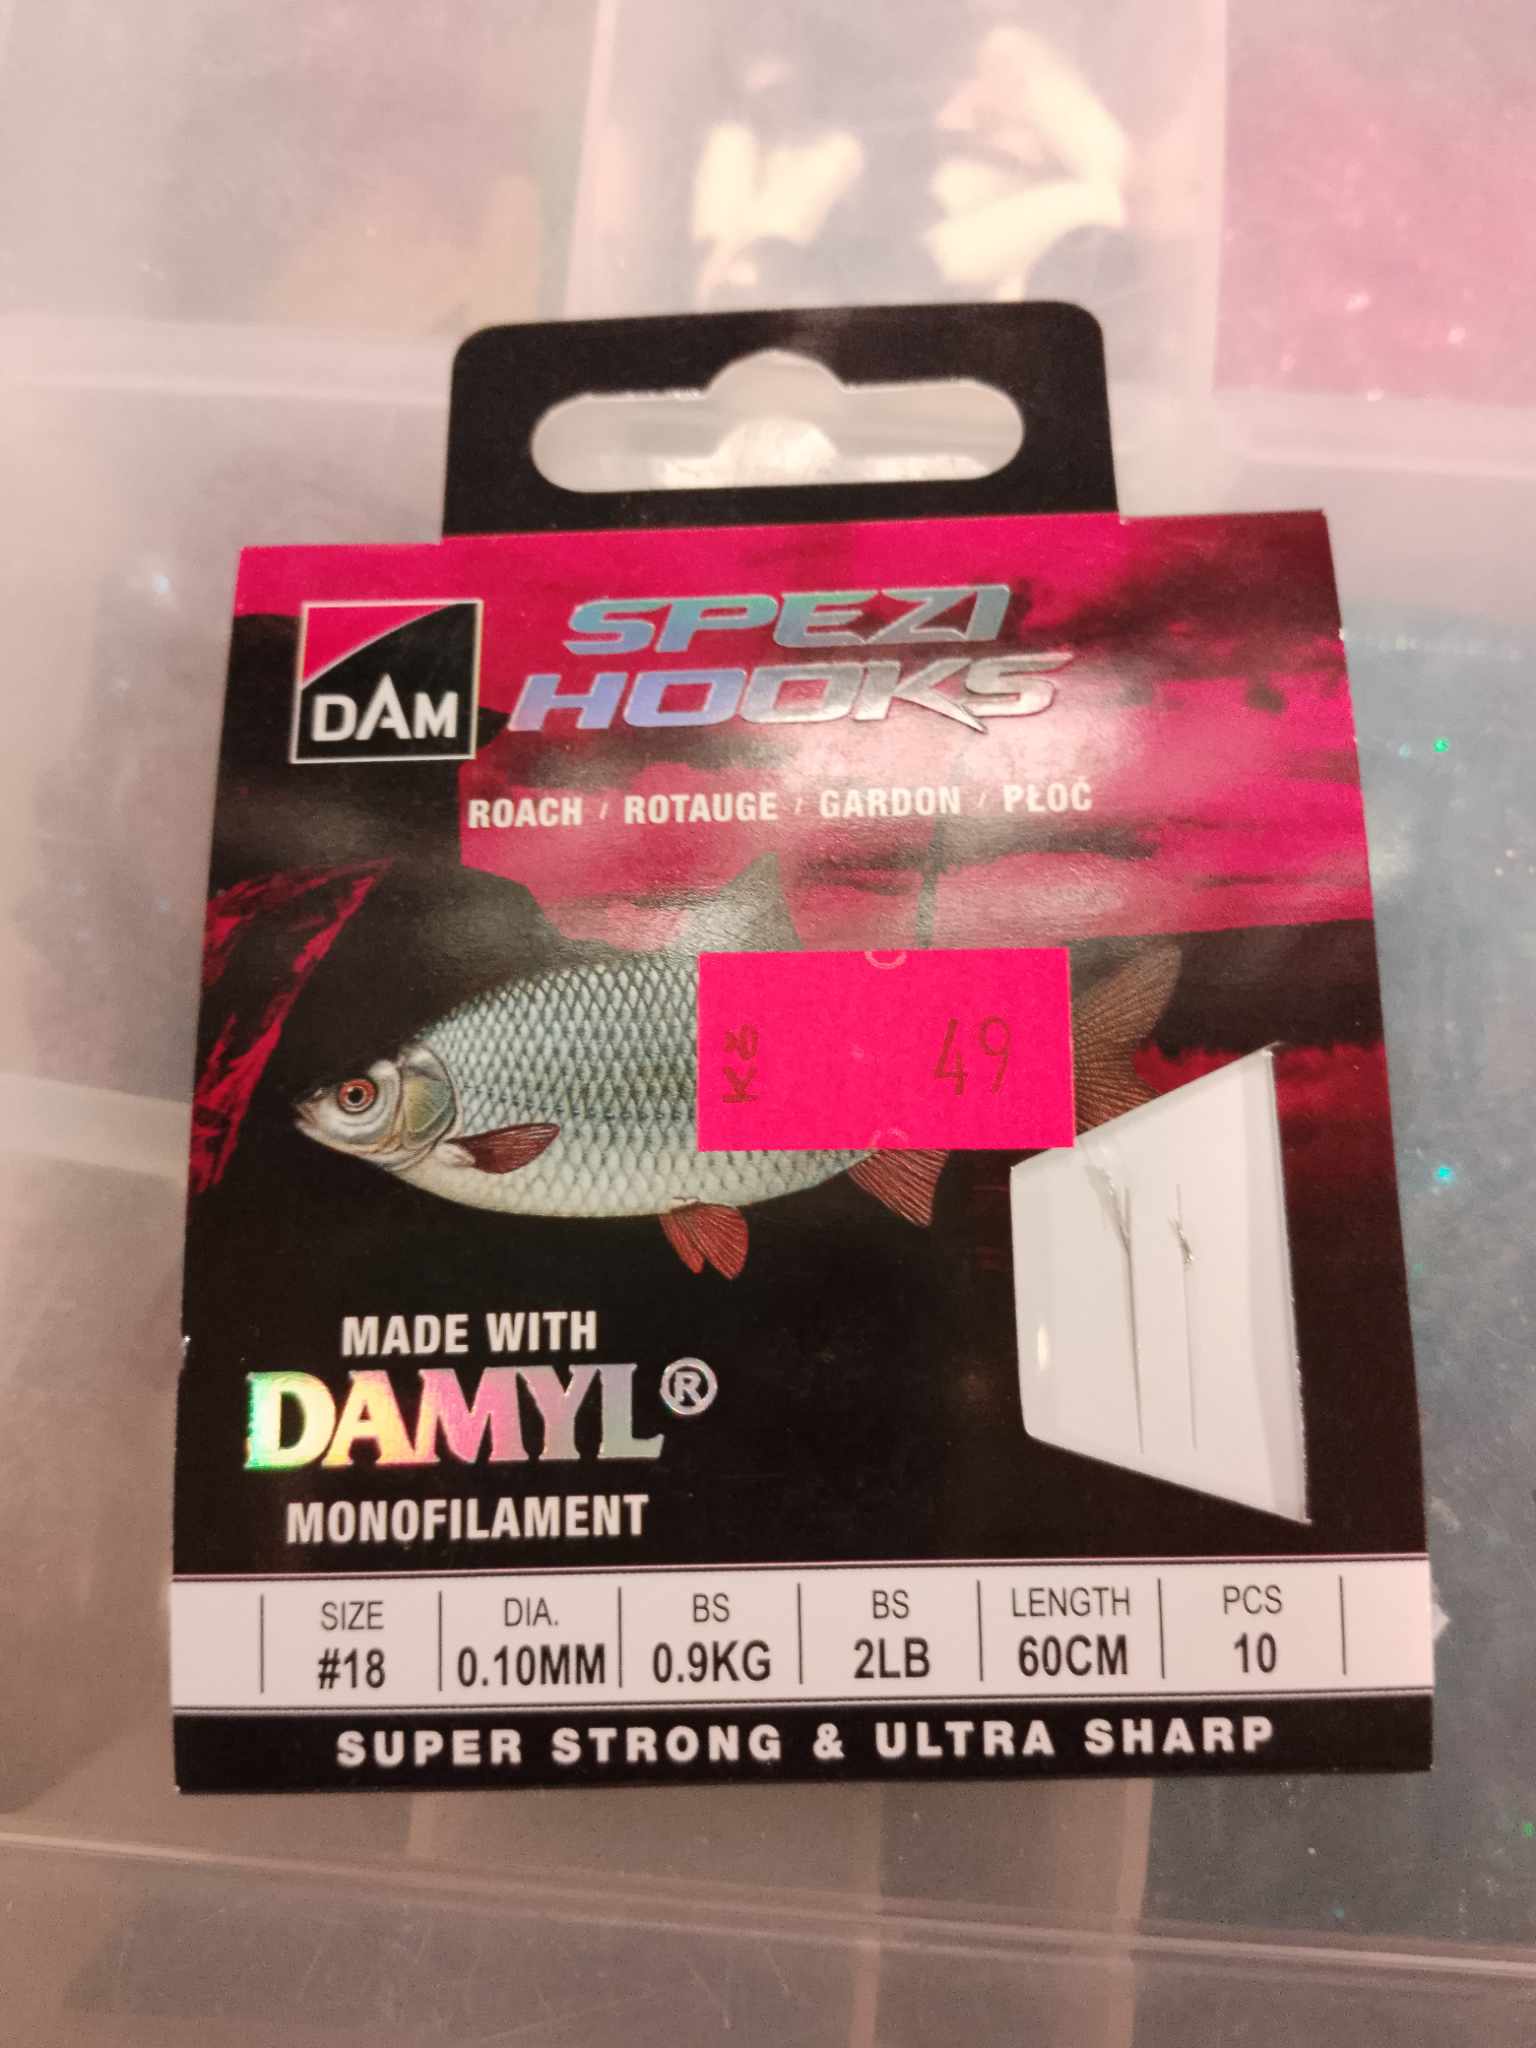 DAM
SPEZI
HOOKS
ROACH / ROTAUGE / GARDON / PŁOĆ
Kč 49
MADE WITH
DAMYL®
MONOFILAMENT
SIZE DIA. BS BS LENGTH PCS
#18 0.10MM 0.9KG 2LB 60CM 10
SUPER STRONG & ULTRA SHARP